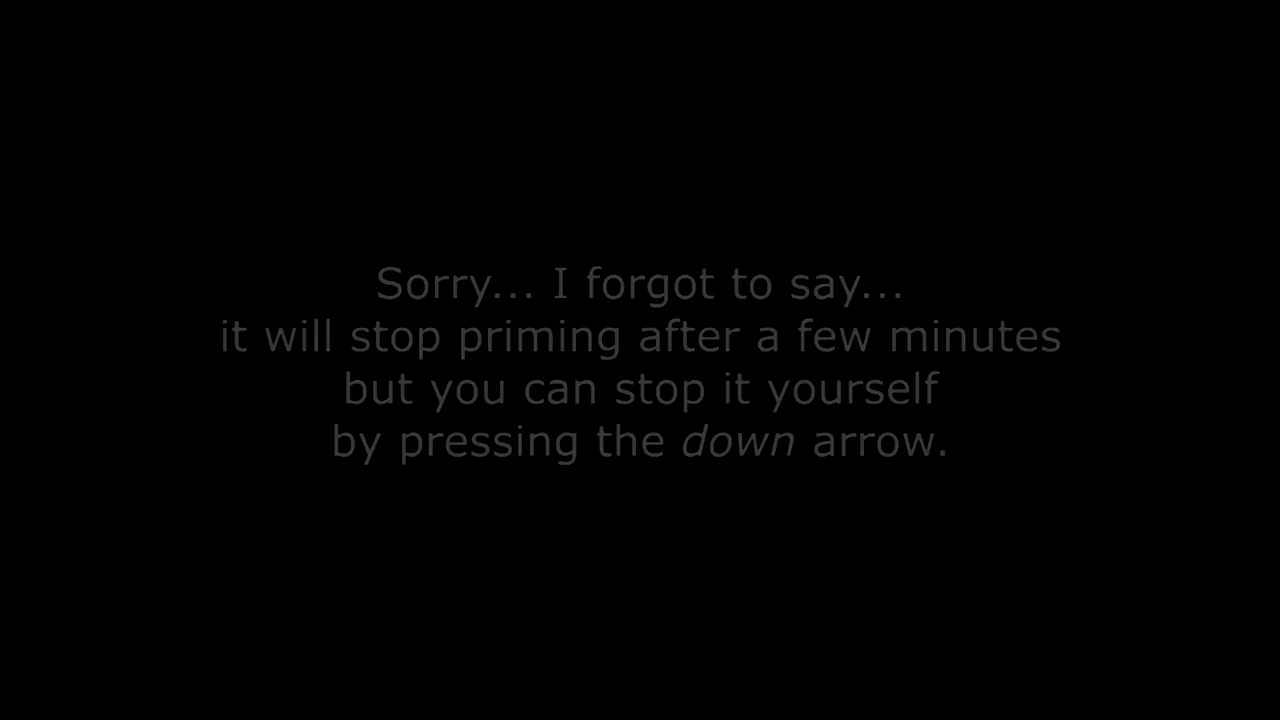 Sorry... I forgot to say...
it will stop priming after a few minutes
but you can stop it yourself
by pressing the down arrow.